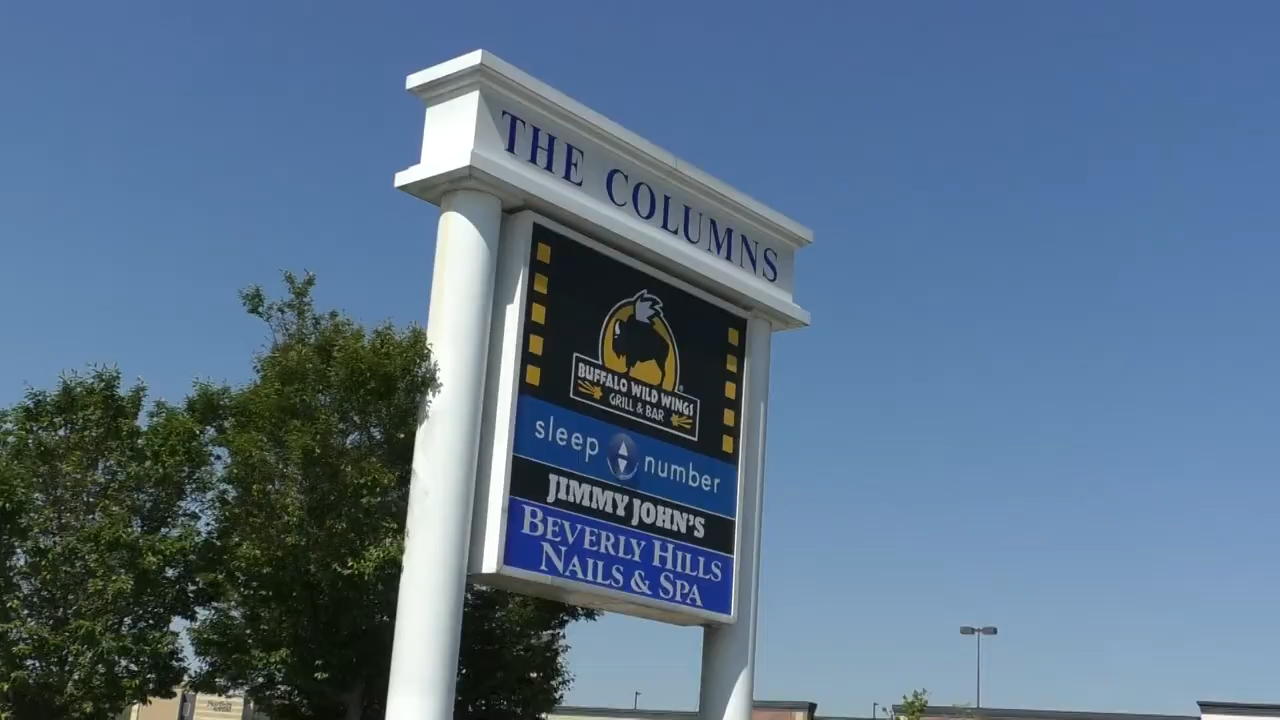 THE COLUMNS
BUFFALO WILD WINGS
GRILL & BAR
sleep number
JIMMY JOHN'S
BEVERLY HILLS
NAILS & SPA